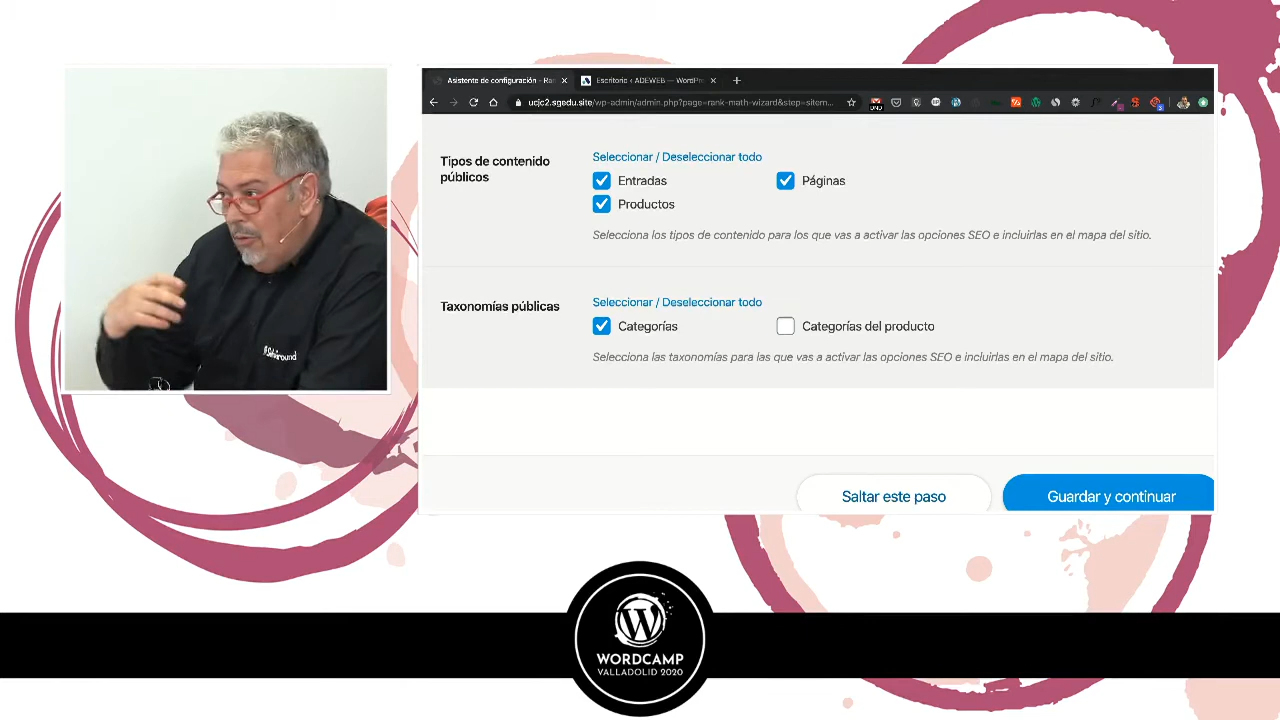 Asistente de configuración - Ra
Escritorio ‹ ADEWEB — WordPr
ucjc2.sgedu.site/wp-admin/admin.php?page=rank-math-wizard&step=sitem...
Tipos de contenido
públicos
Seleccionar / Deseleccionar todo
Entradas
Páginas
Productos
Selecciona los tipos de contenido para los que vas a activar las opciones SEO e incluirlas en el mapa del sitio.
Taxonomías públicas
Seleccionar / Deseleccionar todo
Categorías
Categorías del producto
Selecciona las taxonomías para las que vas a activar las opciones SEO e incluirlas en el mapa del sitio.
Saltar este paso
Guardar y continuar
WORDCAMP
VALLADOLID 2020